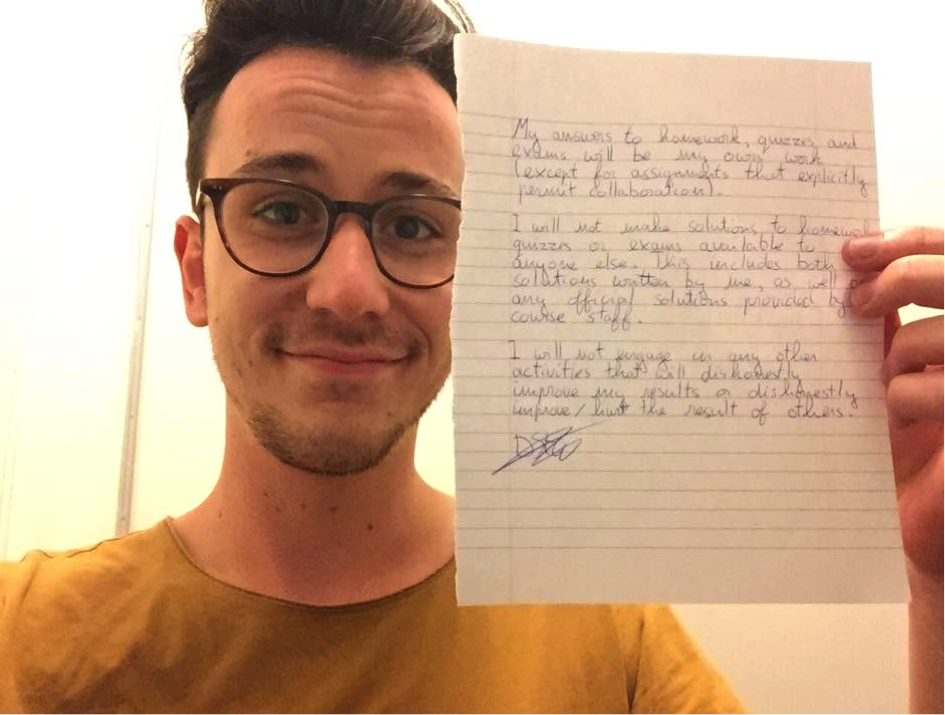 My answers to homework, quizzes, and
exams will be my own work
(except for assignments that explicitly
permit collaboration).
I will not make solutions to homework
quizzes or exams available to
anyone else. This includes both
solutions written by me, as well
any official solutions provided by
course staff.
I will not engage in any other
activities that will dishonestly
improve my results or dishonestly
improve/hurt the result of others.